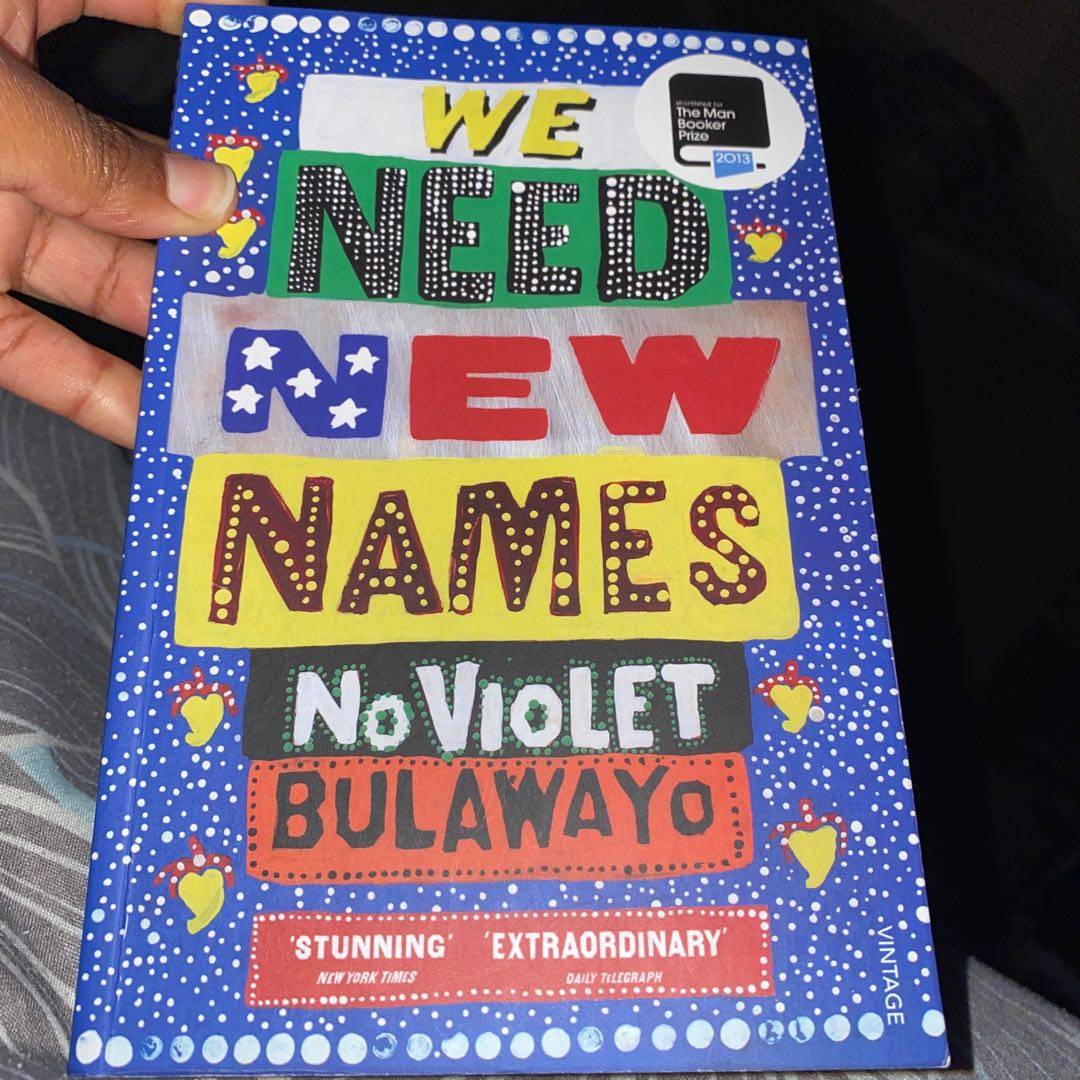 WE
shortlisted for
The Man
Booker
Prize
2013
NEED
NEW
NAMES
NoVIOLET
BULAWAYo
'STUNNING' 'EXTRAORDINARY'
NEW YORK TIMES DAILY TELEGRAPH
VINTAGE